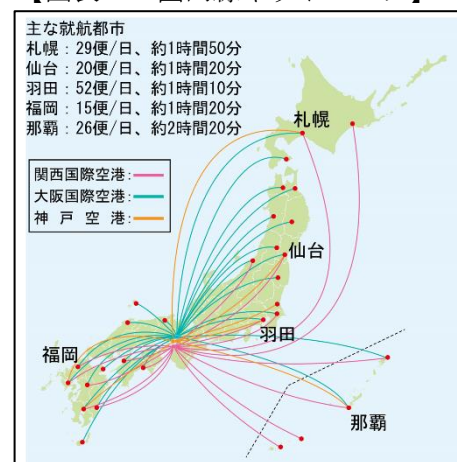 主な就航都市
札幌：29便/日、約1時間50分
仙台：20便/日、約1時間20分
羽田：52便/日、約1時間10分
福岡：15便/日、約1時間20分
那覇：26便/日、約2時間20分
札幌
関西国際空港：
大阪国際空港：
神戸空港：
仙台
羽田
福岡
那覇